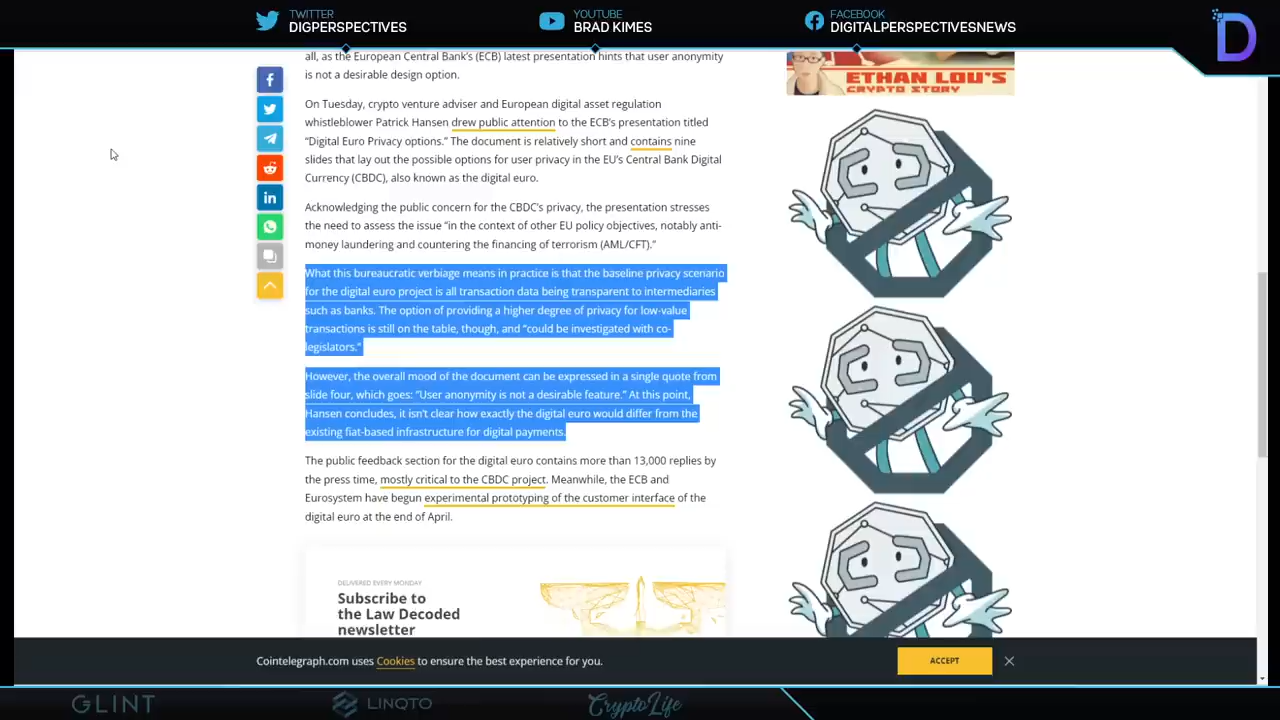 TWITTER
DIGPERSPECTIVES
YOUTUBE
BRAD KIMES
FACEBOOK
DIGITALPERSPECTIVESNEWS
D
all, as the European Central Bank's (ECB) latest presentation hints that user anonymity
is not a desirable design option.
On Tuesday, crypto venture adviser and European digital asset regulation
whistleblower Patrick Hansen drew public attention to the ECB's presentation titled
“Digital Euro Privacy options.” The document is relatively short and contains nine
slides that lay out the possible options for user privacy in the EU's Central Bank Digital
Currency (CBDC), also known as the digital euro.
Acknowledging the public concern for the CBDC's privacy, the presentation stresses
the need to assess the issue “in the context of other EU policy objectives, notably anti-
money laundering and countering the financing of terrorism (AML/CFT).”
What this bureaucratic verbiage means in practice is that the baseline privacy scenario
for the digital euro project is all transaction data being transparent to intermediaries
such as banks. The option of providing a higher degree of privacy for low-value
transactions is still on the table, though, and “could be investigated with co-
legislators.”
However, the overall mood of the document can be expressed in a single quote from
slide four, which goes: “User anonymity is not a desirable feature.” At this point,
Hansen concludes, it isn't clear how exactly the digital euro would differ from the
existing fiat-based infrastructure for digital payments.
The public feedback section for the digital euro contains more than 13,000 replies by
the press time, mostly critical to the CBDC project. Meanwhile, the ECB and
Eurosystem have begun experimental prototyping of the customer interface of the
digital euro at the end of April.
DELIVERED EVERY MONDAY
Subscribe to
the Law Decoded
newsletter
ETHAN LOU'S
CRYPTO STORY
Cointelegraph.com uses Cookies to ensure the best experience for you.
ACCEPT
GLINT
LINQTO
CryptoLife